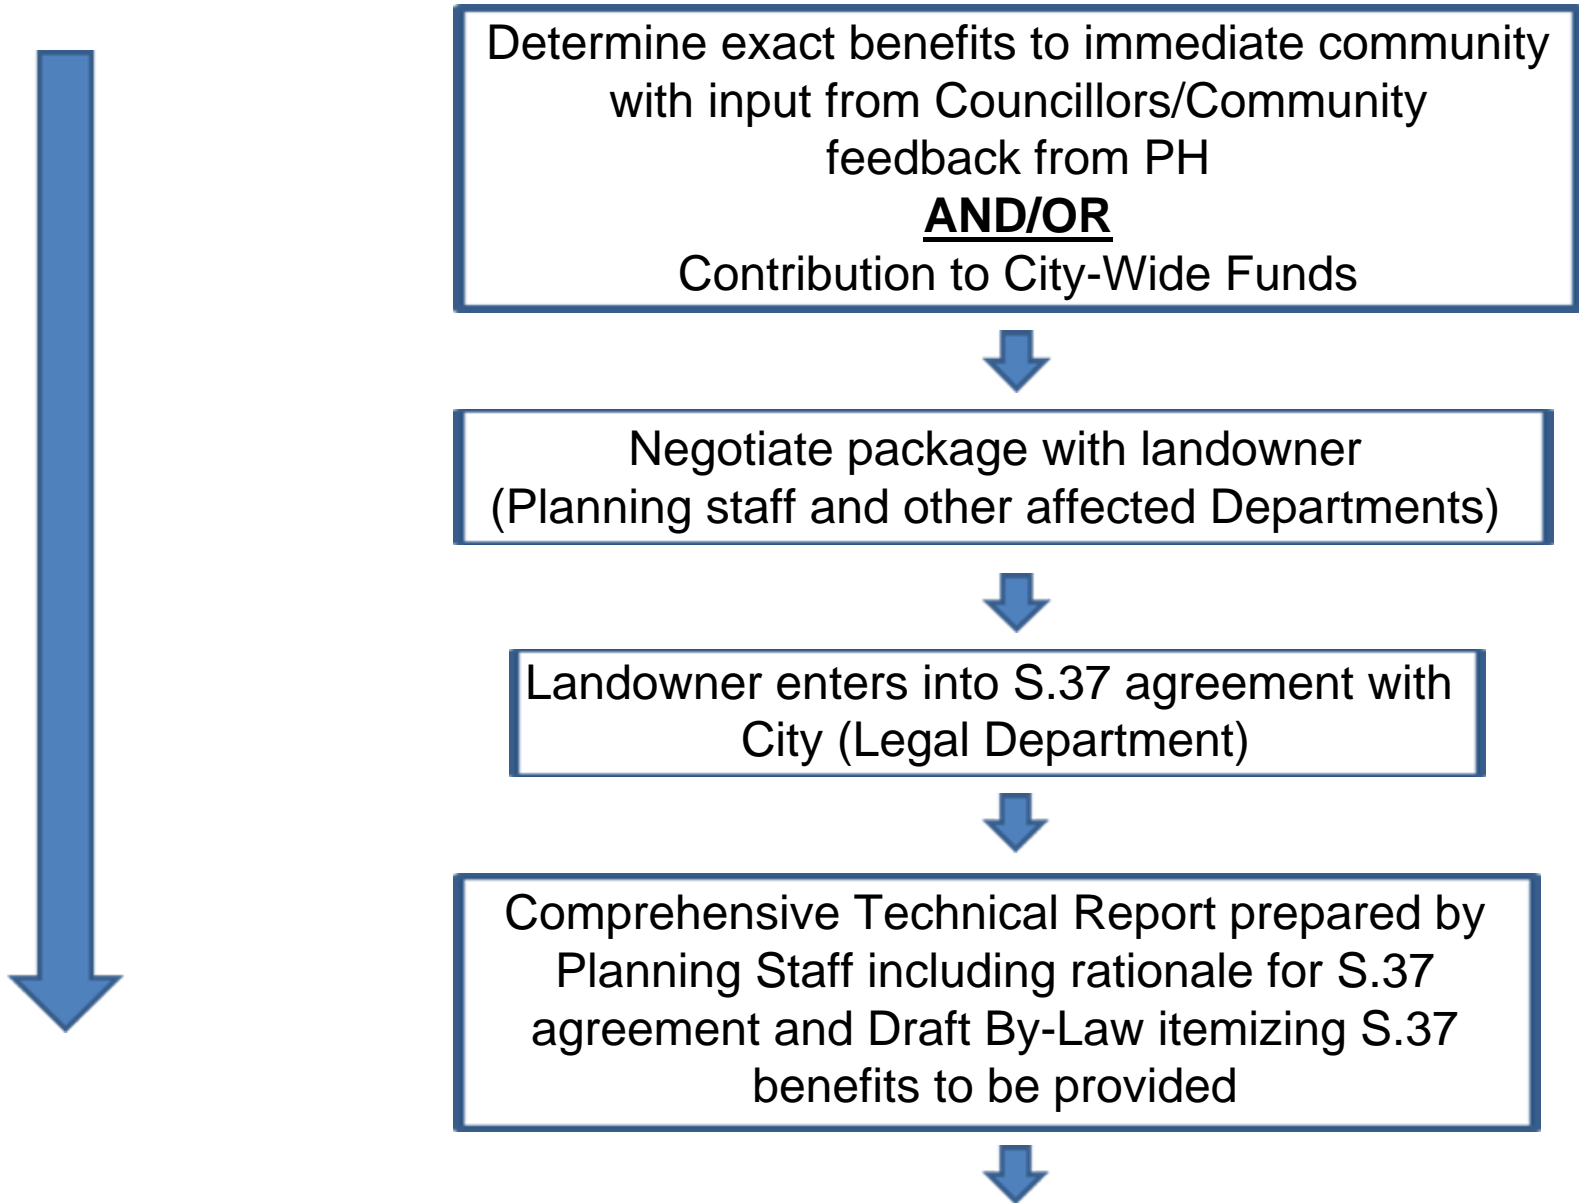 Determine exact benefits to immediate community
with input from Councillors/Community
feedback from PH
AND/OR
Contribution to City-Wide Funds
Negotiate package with landowner
(Planning staff and other affected Departments)
Landowner enters into S.37 agreement with
City (Legal Department)
Comprehensive Technical Report prepared by
Planning Staff including rationale for S.37
agreement and Draft By-Law itemizing S.37
benefits to be provided